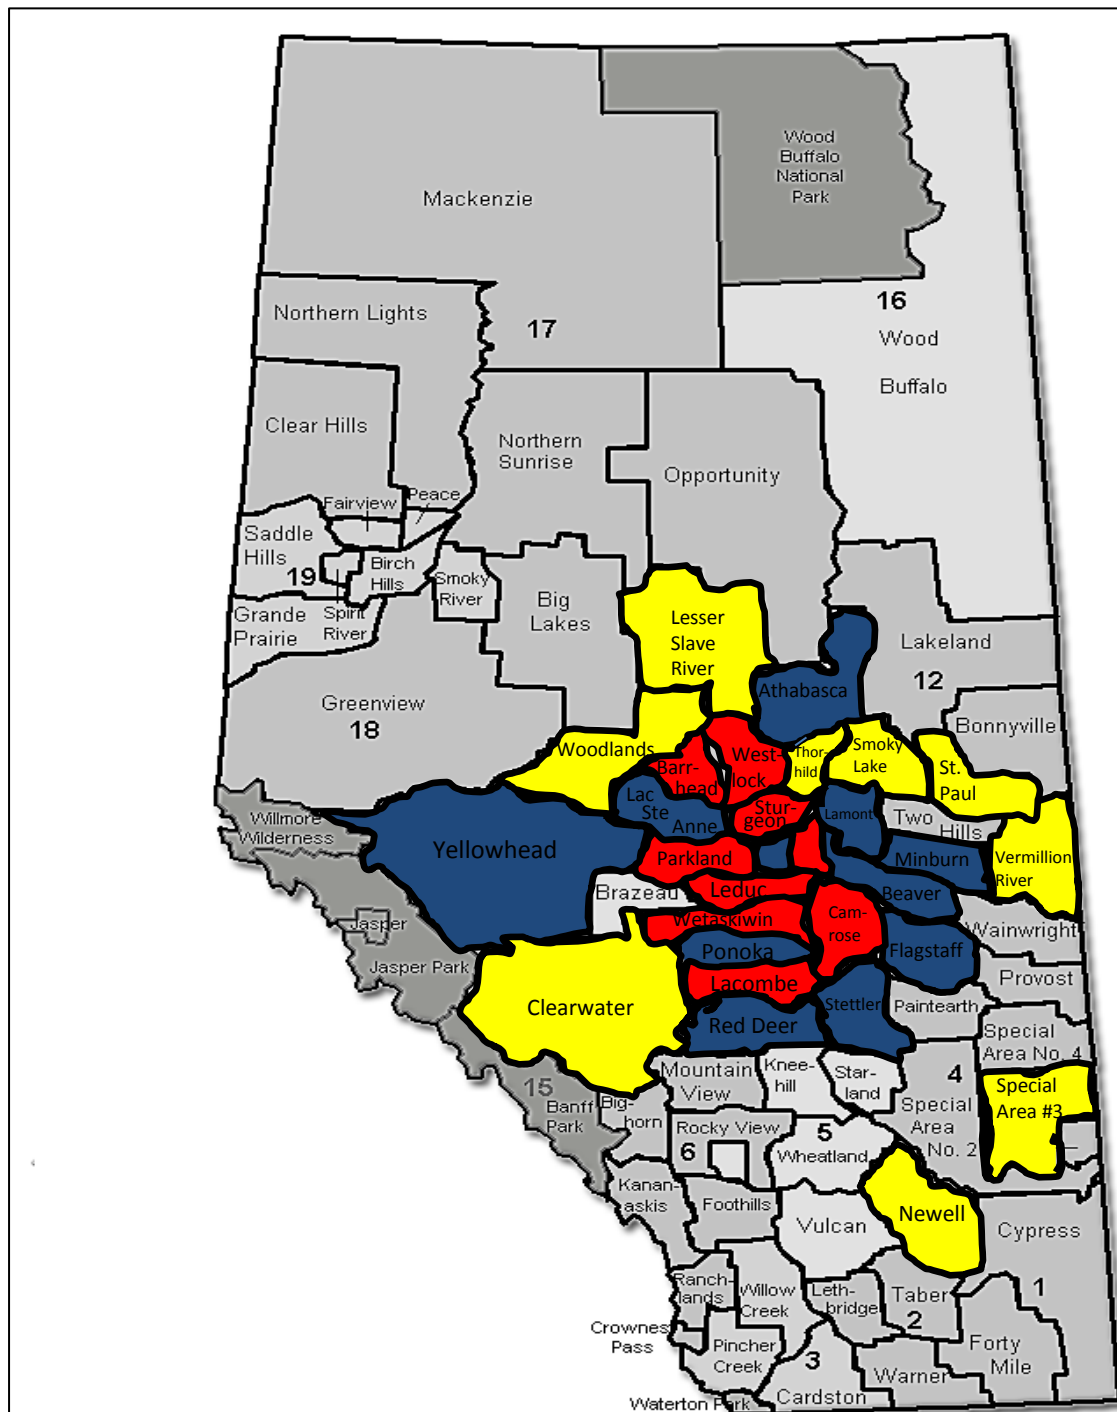 Wood
Buffalo
National
Park
Mackenzie
16
Northern Lights
17
Wood
Buffalo
Clear Hills
Northern
Sunrise
Opportunity
Peace
Fairview
Saddle
Hills
19
Birch
Hills
Smoky
River
Big
Lakes
Grande
Prairie
Spirit
River
Lesser
Slave
River
Lakeland
12
Athabasca
Greenview
18
Bonnyville
Woodlands
West-
lock
Thor-
hild
Smoky
Lake
St.
Paul
Barr-
head
Lac
Ste
Anne
Stur-
geon
Lamont
Two
Hills
Willmore
Wilderness
Yellowhead
Parkland
Minburn
Vermillion
River
Brazeau
Leduc
Beaver
Jasper
Wetaskiwin
Cam-
rose
Wainwright
Jasper Park
Ponoka
Flagstaff
Provost
Clearwater
Lacombe
Stettler
Paintearth
Red Deer
Special
Area No. 4
15
Mountain
View
Knee-
hill
Star-
land
4
Special
Area #3
Banff
Park
Big-
horn
Rocky View
6
5
Wheatland
Special
Area
No. 2
Kanan-
askis
Foothills
Vulcan
Newell
Cypress
Ranch-
lands
Willow
Creek
Leth-
bridge
Taber
2
1
Crownest
Pass
Pincher
Creek
3
Forty
Mile
Warner
Cardston
Waterton Park